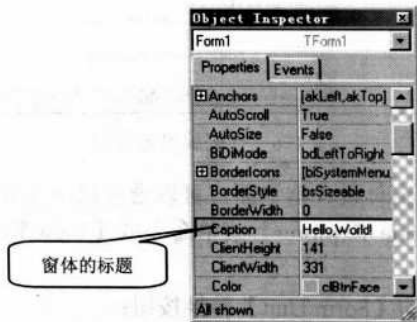 Object Inspector
Form1 TForm1
Properties Events
Anchors [akLeft,akTop]
AutoScroll True
AutoSize False
BiDiMode bdLeftToRight
BorderIcons [biSystemMenu
BorderStyle bsSizeable
BorderWidth 0
Caption Hello,World!
ClientHeight 141
ClientWidth 331
Color clBtnFace
All shown
窗体的标题